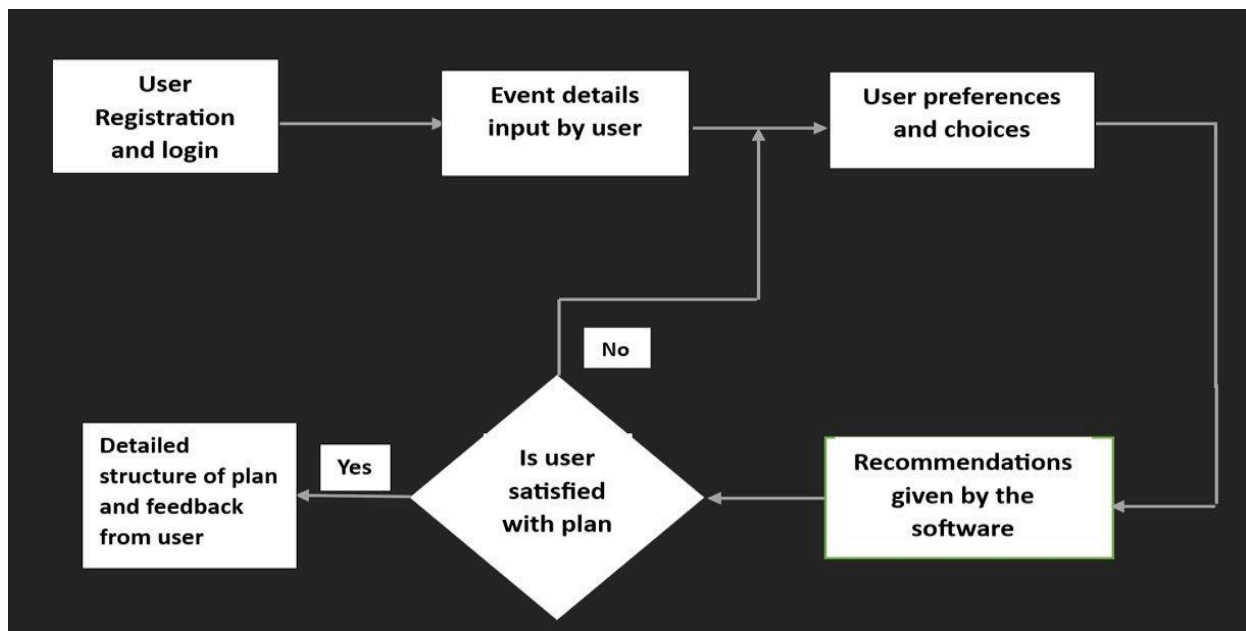 User
Registration
and login
Event details
input by user
User preferences
and choices
No
Detailed
structure of plan
and feedback
from user
Yes
Is user
satisfied
with plan
Recommendations
given by the
software